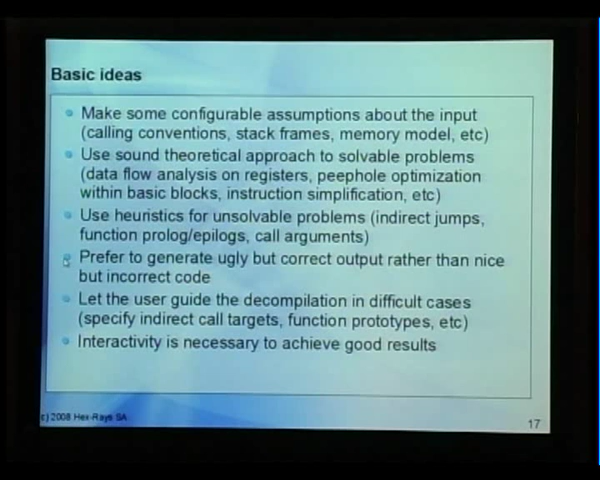 Basic ideas
Make some configurable assumptions about the input
(calling conventions, stack frames, memory model, etc)
Use sound theoretical approach to solvable problems
(data flow analysis on registers, peephole optimization
within basic blocks, instruction simplification, etc)
Use heuristics for unsolvable problems (indirect jumps,
function prolog/epilogs, call arguments)
Prefer to generate ugly but correct output rather than nice
but incorrect code
Let the user guide the decompilation in difficult cases
(specify indirect call targets, function prototypes, etc)
Interactivity is necessary to achieve good results
c) 2008 Hex-Rays SA
17